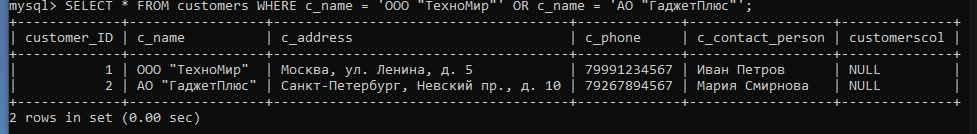 mysql> SELECT * FROM customers WHERE c_name = 'ООО "ТехноМир"' OR c_name = 'АО "ГаджетПлюс"';
+-------------+------------------+--------------------------------------+-------------+------------------+--------------+
| customer_ID | c_name | c_address | c_phone | c_contact_person | customerscol |
+-------------+------------------+--------------------------------------+-------------+------------------+--------------+
| 1 | ООО "ТехноМир" | Москва, ул. Ленина, д. 5 | 79991234567 | Иван Петров | NULL |
| 2 | АО "ГаджетПлюс" | Санкт-Петербург, Невский пр., д. 10 | 79267894567 | Мария Смирнова | NULL |
+-------------+------------------+--------------------------------------+-------------+------------------+--------------+
2 rows in set (0.00 sec)